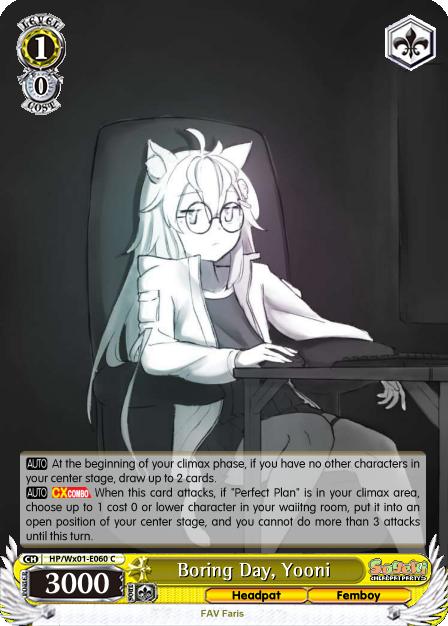 LEVEL
1
0
COST
AUTO At the beginning of your climax phase, if you have no other characters in
your center stage, draw up to 2 cards.
AUTO CXCOMBO When this card attacks, if "Perfect Plan" is in your climax area,
choose up to 1 cost 0 or lower character in your waiitng room, put it into an
open position of your center stage, and you cannot do more than 3 attacks
until this turn.
CH HP/Wx01-E060 C
POWER 3000 SOUL Boring Day, Yooni
Headpat Femboy
FAV Faris